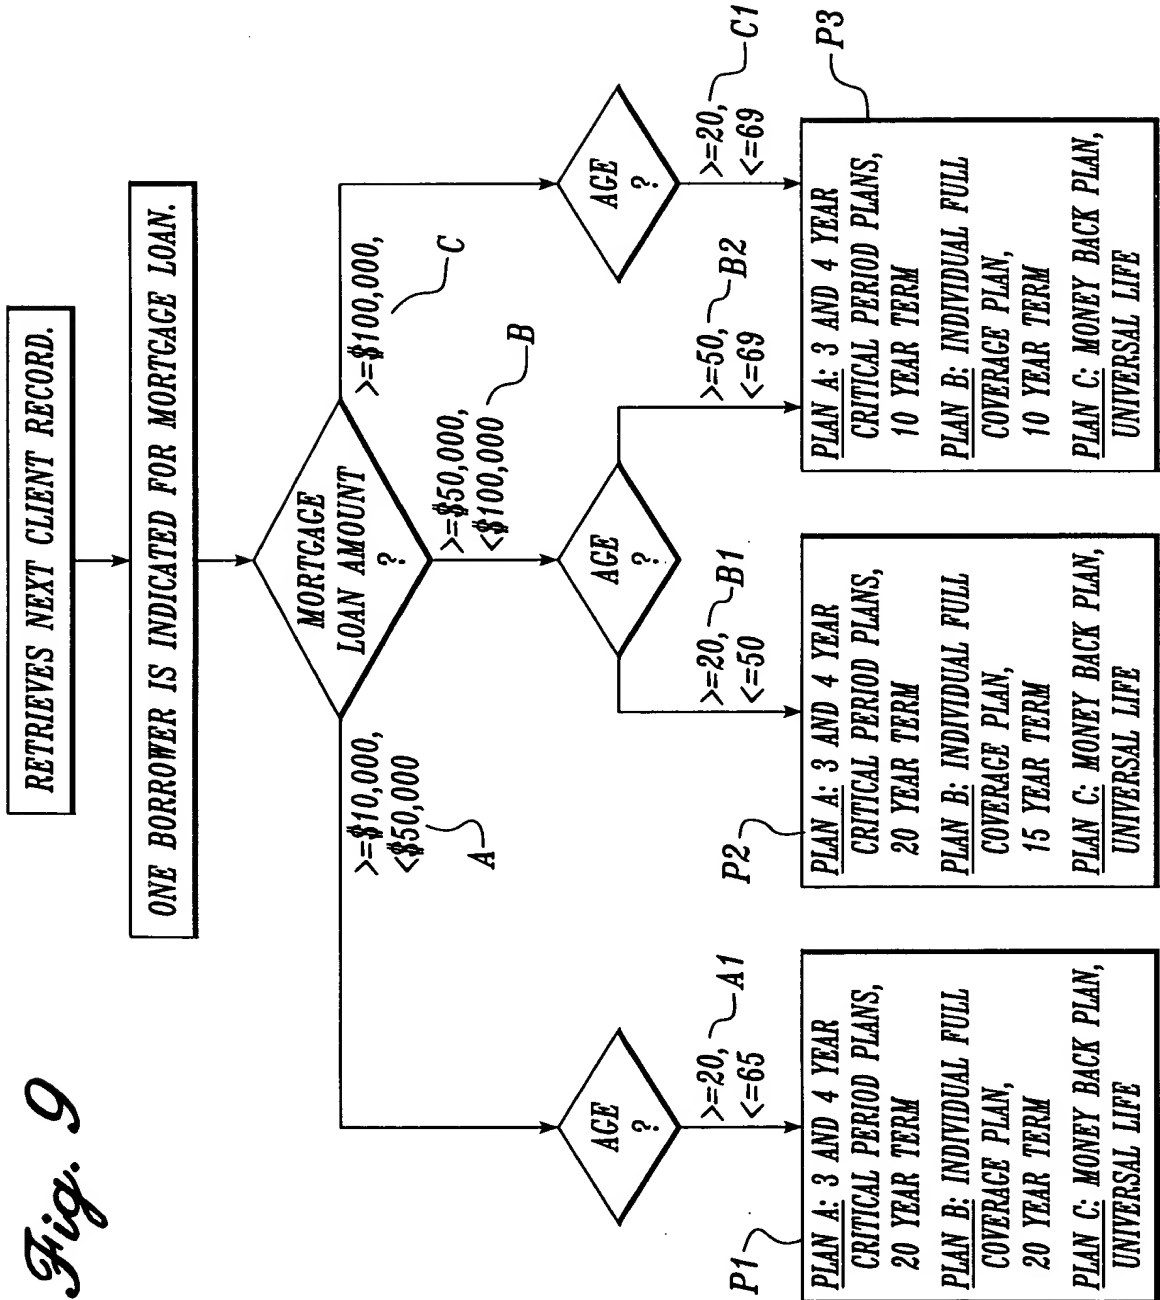 Fig. 9
RETRIEVES NEXT CLIENT RECORD.
ONE BORROWER IS INDICATED FOR MORTGAGE LOAN.
MORTGAGE
LOAN AMOUNT
?
>=$10,000,
<$50,000
A
>=$50,000,
<$100,000
B
>=$100,000,
C
AGE
?
AGE
?
AGE
?
>=20,
<=65
A1
>=20,
<=50
B1
>=50,
<=69
B2
>=20,
<=69
C1
P1
PLAN A: 3 AND 4 YEAR
CRITICAL PERIOD PLANS,
20 YEAR TERM
PLAN B: INDIVIDUAL FULL
COVERAGE PLAN,
20 YEAR TERM
PLAN C: MONEY BACK PLAN,
UNIVERSAL LIFE
P2
PLAN A: 3 AND 4 YEAR
CRITICAL PERIOD PLANS,
20 YEAR TERM
PLAN B: INDIVIDUAL FULL
COVERAGE PLAN,
15 YEAR TERM
PLAN C: MONEY BACK PLAN,
UNIVERSAL LIFE
P3
PLAN A: 3 AND 4 YEAR
CRITICAL PERIOD PLANS,
10 YEAR TERM
PLAN B: INDIVIDUAL FULL
COVERAGE PLAN,
10 YEAR TERM
PLAN C: MONEY BACK PLAN,
UNIVERSAL LIFE